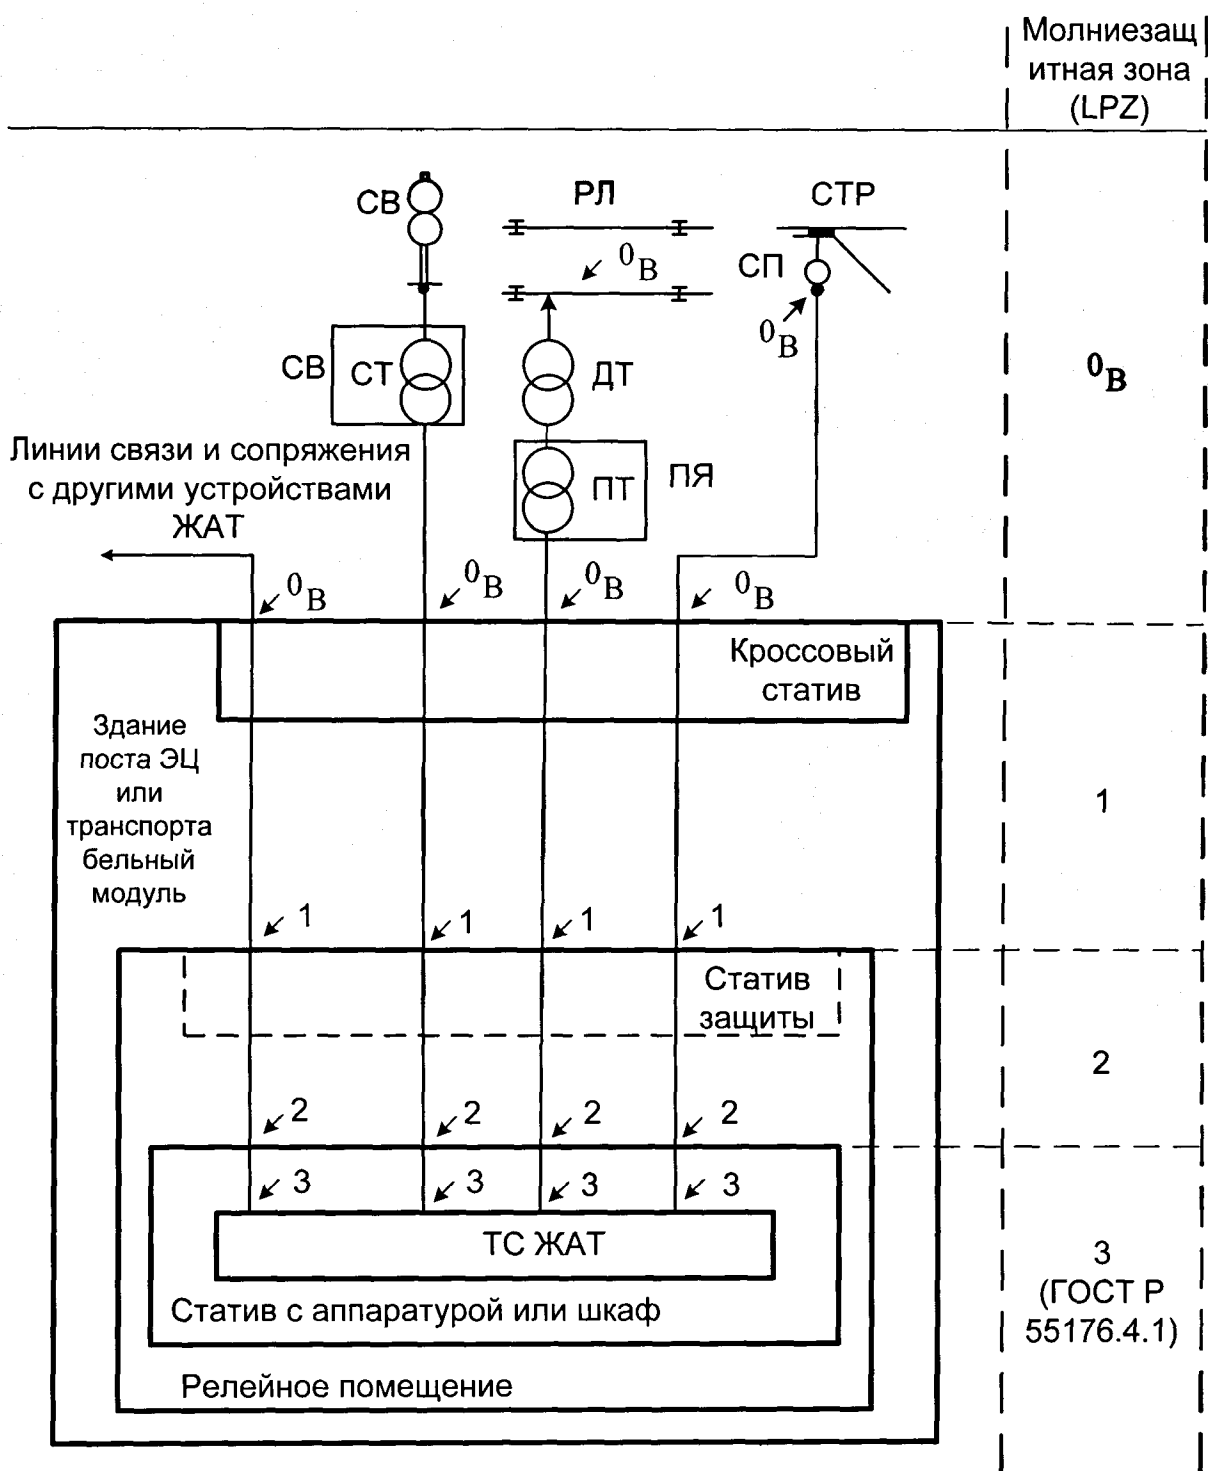 Молниезащ
итная зона
(LPZ)
СВ
РЛ
СТР
0В
СП
0В
СВ
СТ
ДТ
0В
Линии связи и сопряжения
с другими устройствами
ЖАТ
ПТ
ПЯ
0В
0В
0В
0В
Кроссовый
статив
Здание
поста ЭЦ
или
транспорта
бельный
модуль
1
1
1
1
1
Статив
защиты
2
2
2
2
2
3
3
3
3
ТС ЖАТ
3
(ГОСТ Р
55176.4.1)
Статив с аппаратурой или шкаф
Релейное помещение